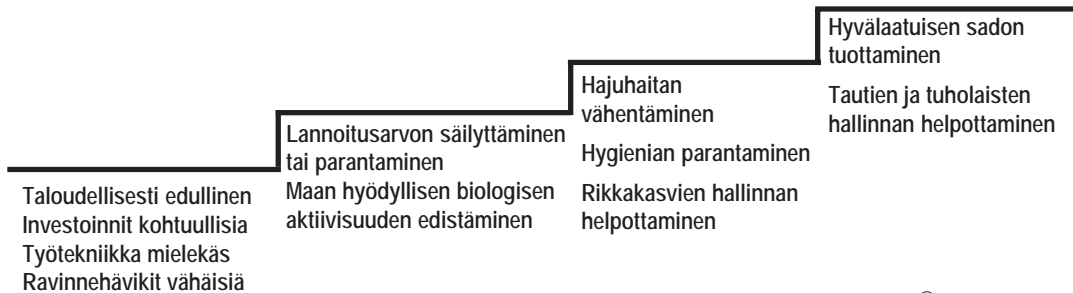 Taloudellisesti edullinen
Investoinnit kohtuullisia
Työtekniikka mielekäs
Ravinnehävikit vähäisiä
Lannoitusarvon säilyttäminen
tai parantaminen
Maan hyödyllisen biologisen
aktiivisuuden edistäminen
Hajuhaitan
vähentäminen
Hygienian parantaminen
Rikkakasvien hallinnan
helpottaminen
Hyvälaatuisen sadon
tuottaminen
Tautien ja tuholaisten
hallinnan helpottaminen